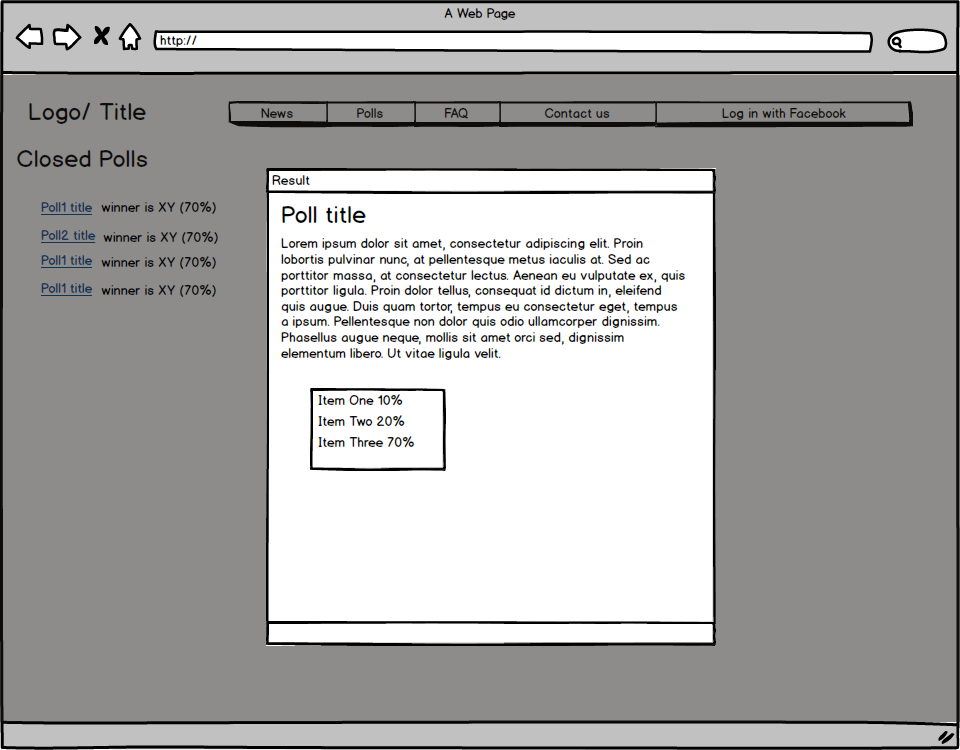 A Web Page
http://
Logo/ Title
News Polls FAQ Contact us Log in with Facebook
Closed Polls
Poll1 title winner is XY (70%)
Poll2 title winner is XY (70%)
Poll1 title winner is XY (70%)
Poll1 title winner is XY (70%)
Result
Poll title
Lorem ipsum dolor sit amet, consectetur adipiscing elit. Proin
lobortis pulvinar nunc, at pellentesque metus iaculis at. Sed ac
porttitor massa, at consectetur lectus. Aenean eu vulputate ex, quis
porttitor ligula. Proin dolor tellus, consequat id dictum in, eleifend
quis augue. Duis quam tortor, tempus eu consectetur eget, tempus
a ipsum. Pellentesque non dolor quis odio ullamcorper dignissim.
Phasellus augue neque, mollis sit amet orci sed, dignissim
elementum libero. Ut vitae ligula velit.
Item One 10%
Item Two 20%
Item Three 70%